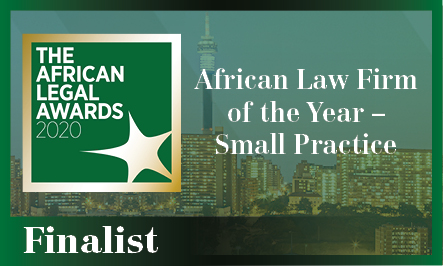 THE
AFRICAN
LEGAL
AWARDS
2020
African Law Firm
of the Year –
Small Practice
Finalist